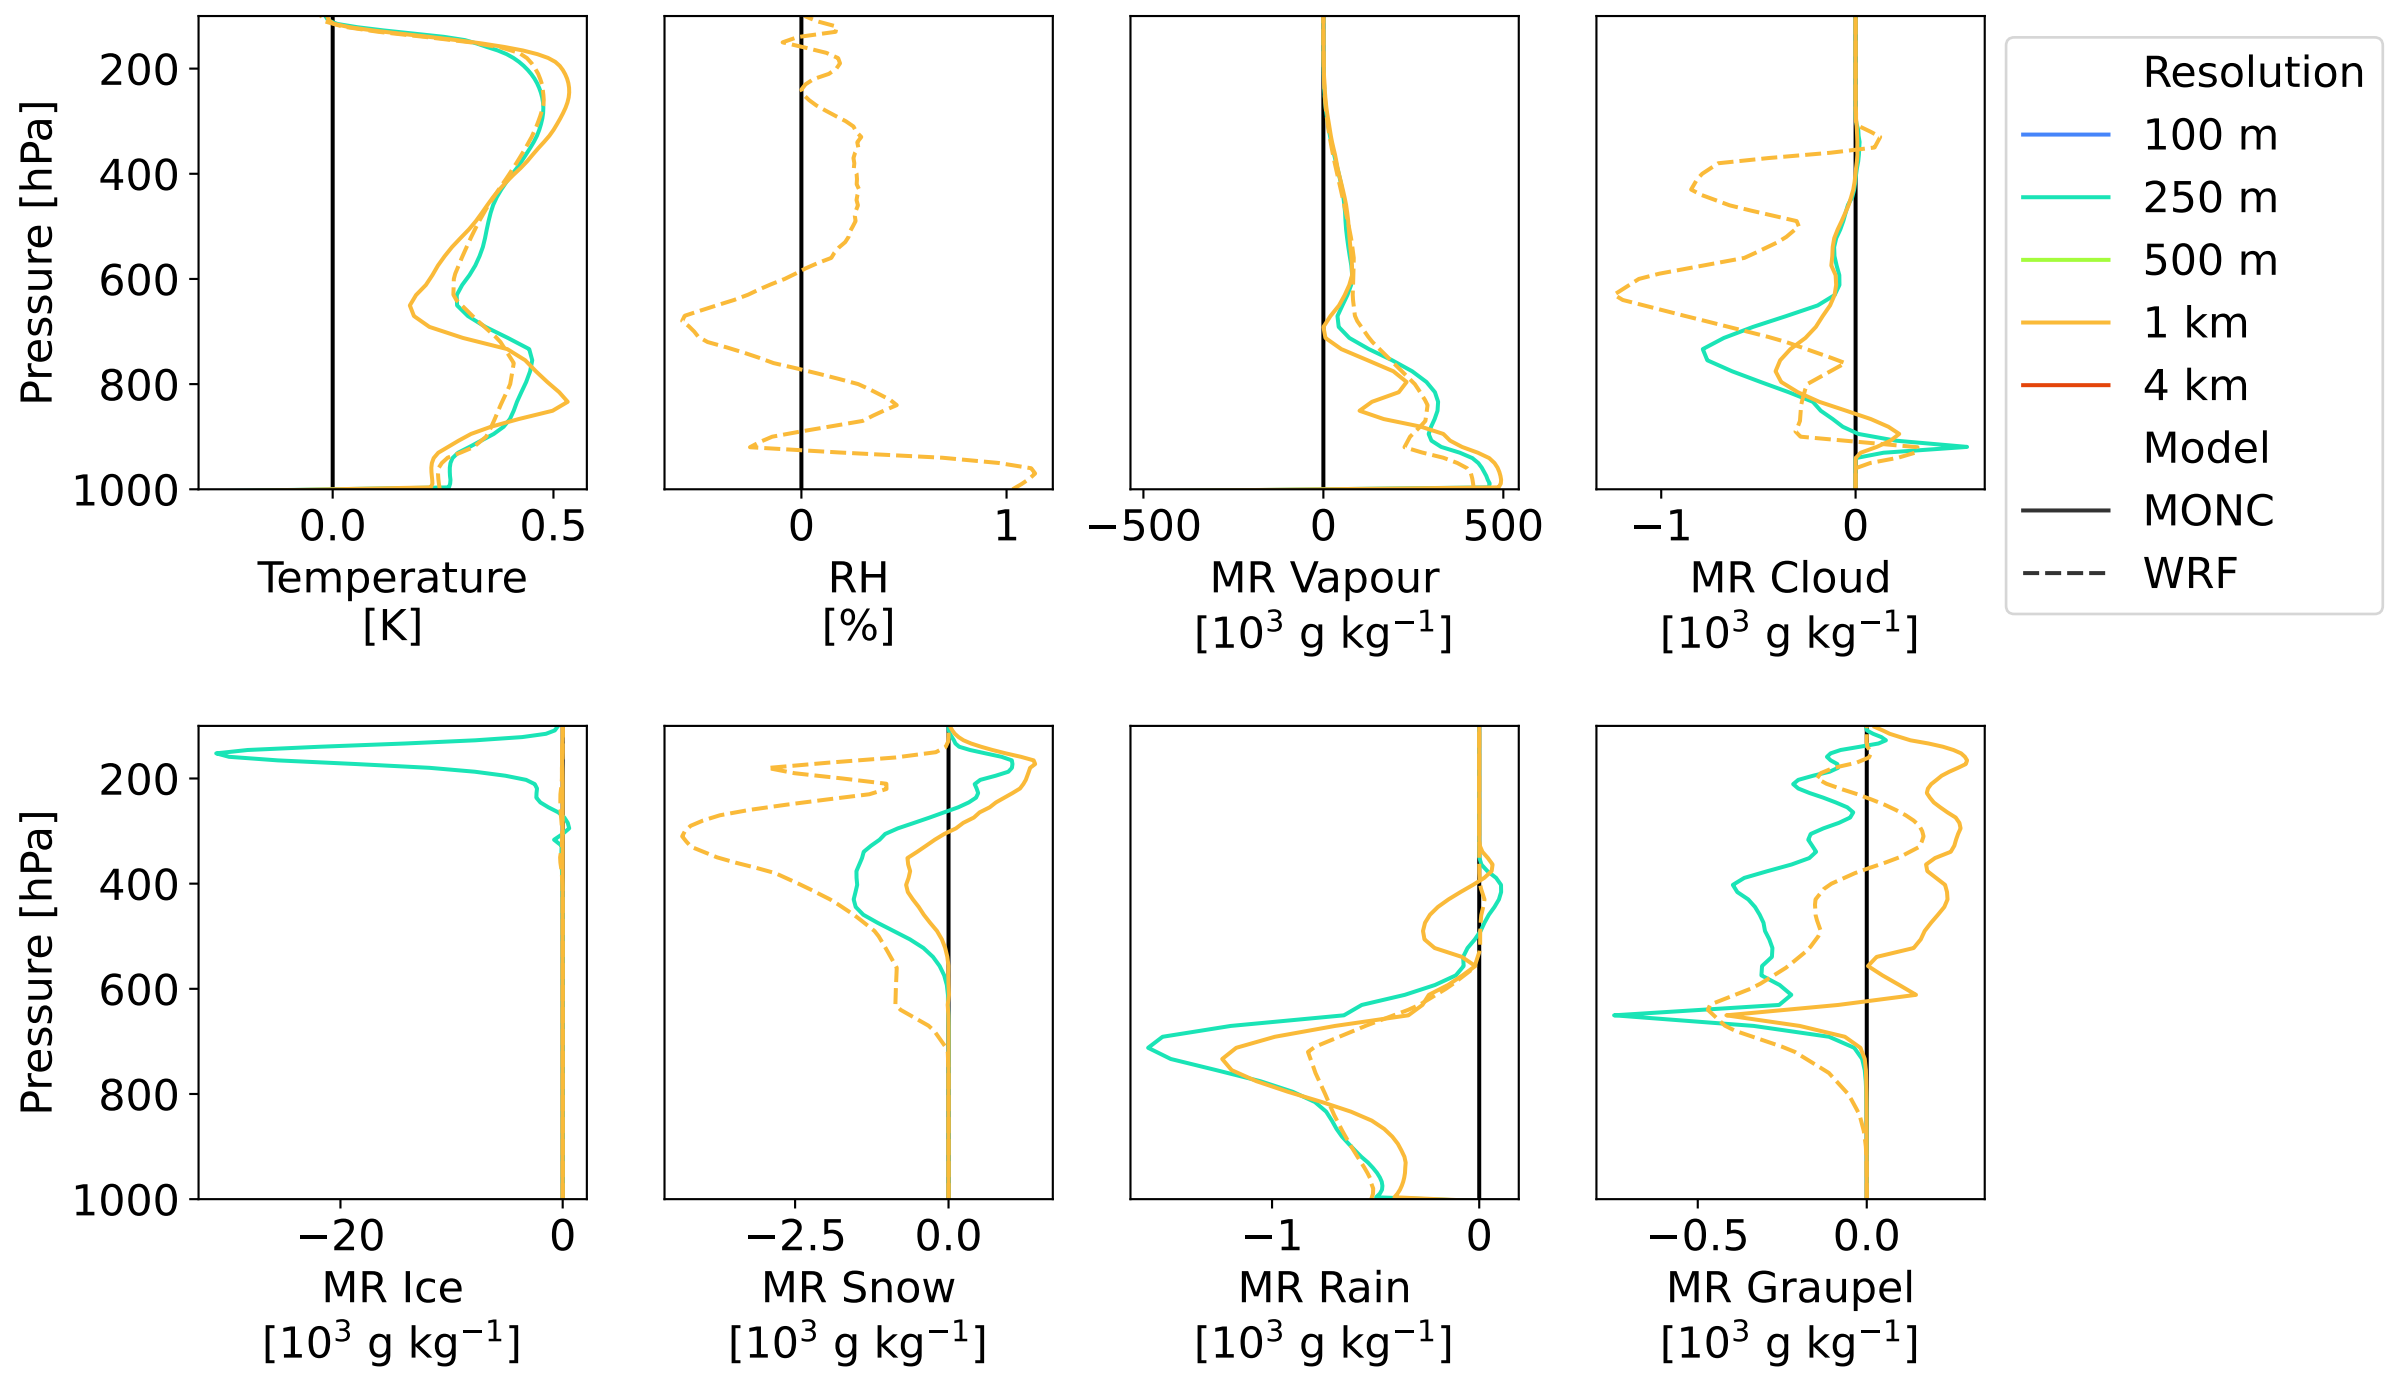 Pressure [hPa]
200
400
600
800
1000
0.0 0.5
Temperature
[K]
0 1
RH
[%]
−500 0 500
MR Vapour
[10³ g kg⁻¹]
−1 0
MR Cloud
[10³ g kg⁻¹]
Resolution
100 m
250 m
500 m
1 km
4 km
Model
MONC
WRF
Pressure [hPa]
200
400
600
800
1000
−20 0
MR Ice
[10³ g kg⁻¹]
−2.5 0.0
MR Snow
[10³ g kg⁻¹]
−1 0
MR Rain
[10³ g kg⁻¹]
−0.5 0.0
MR Graupel
[10³ g kg⁻¹]